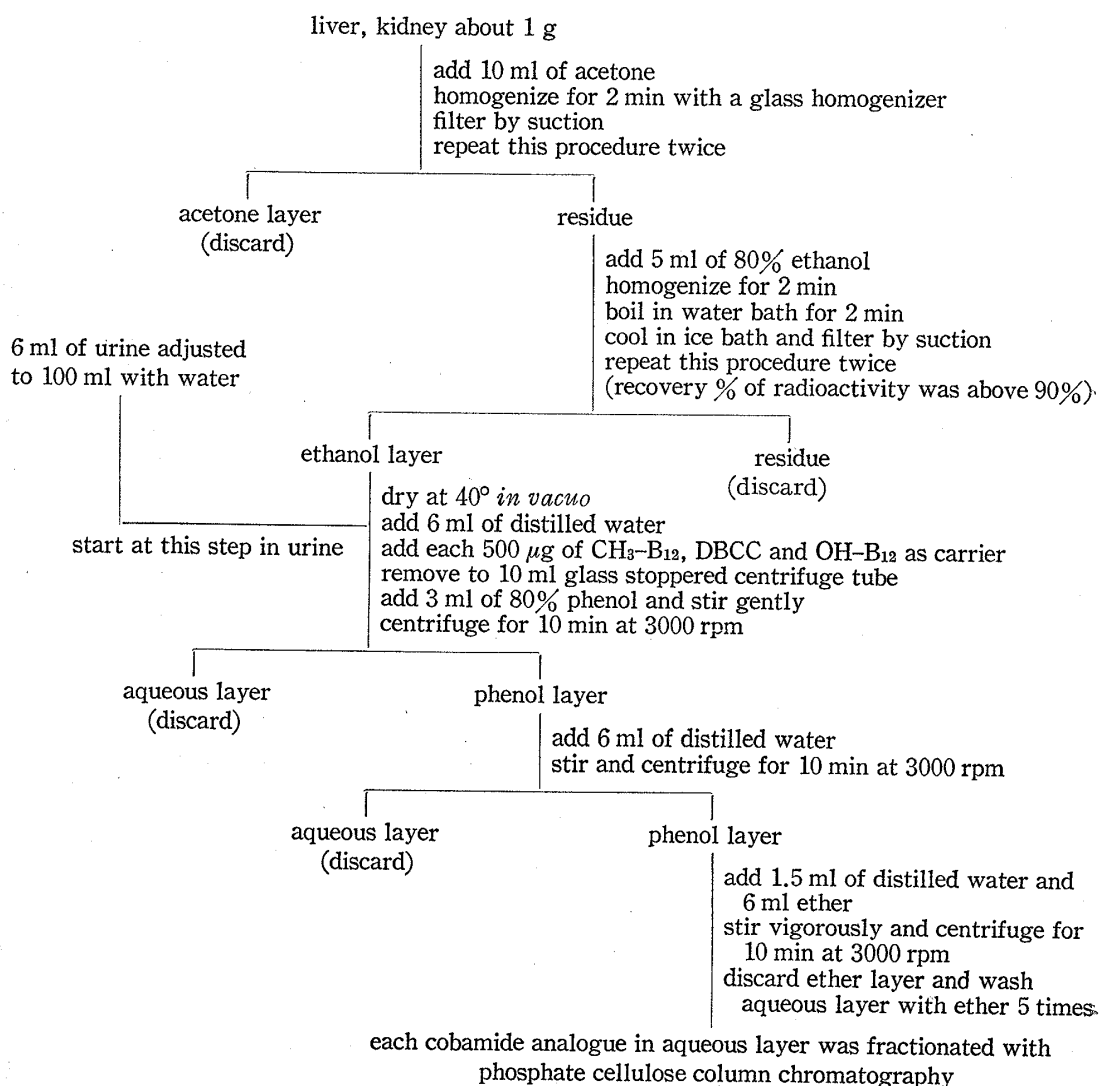 liver, kidney about 1 g
add 10 ml of acetone
homogenize for 2 min with a glass homogenizer
filter by suction
repeat this procedure twice
acetone layer
(discard)
residue
add 5 ml of 80% ethanol
homogenize for 2 min
boil in water bath for 2 min
cool in ice bath and filter by suction
repeat this procedure twice
(recovery % of radioactivity was above 90%)
6 ml of urine adjusted
to 100 ml with water
ethanol layer
residue
(discard)
start at this step in urine
dry at 40° in vacuo
add 6 ml of distilled water
add each 500 μg of CH₃–B₁₂, DBCC and OH–B₁₂ as carrier
remove to 10 ml glass stoppered centrifuge tube
add 3 ml of 80% phenol and stir gently
centrifuge for 10 min at 3000 rpm
aqueous layer
(discard)
phenol layer
add 6 ml of distilled water
stir and centrifuge for 10 min at 3000 rpm
aqueous layer
(discard)
phenol layer
add 1.5 ml of distilled water and
6 ml ether
stir vigorously and centrifuge for
10 min at 3000 rpm
discard ether layer and wash
aqueous layer with ether 5 times
each cobamide analogue in aqueous layer was fractionated with
phosphate cellulose column chromatography